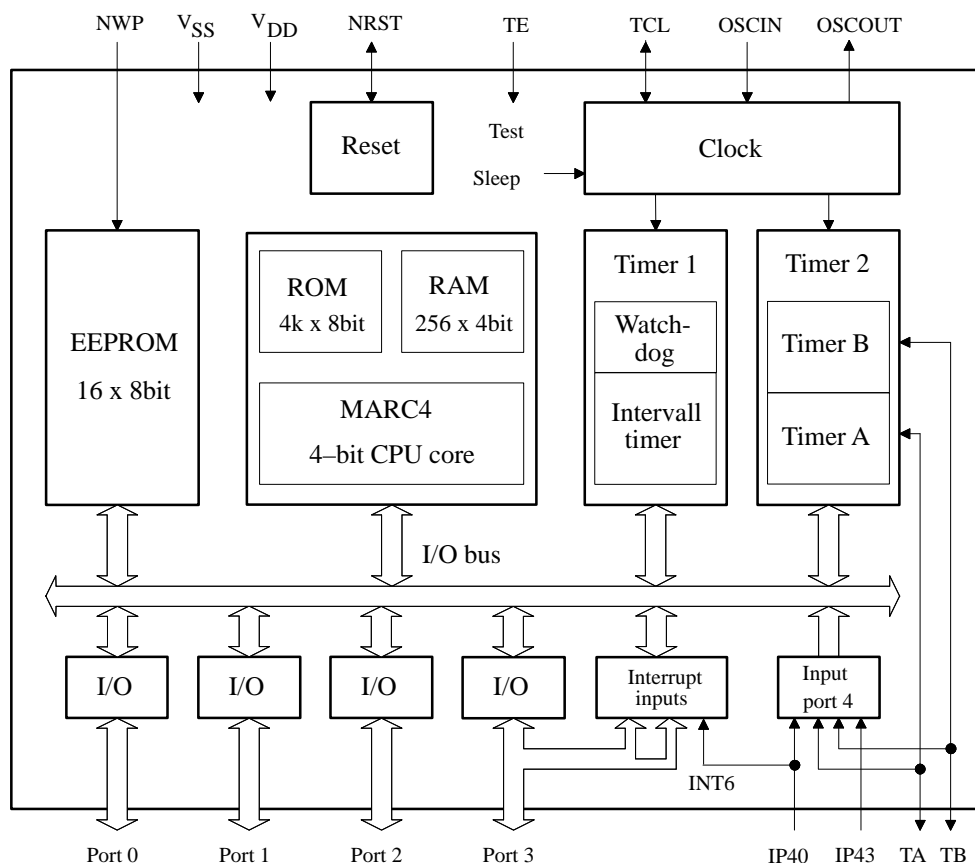 NWP
VSS
VDD
NRST
TE
TCL
OSCIN
OSCOUT
Reset
Test
Sleep
Clock
EEPROM
16 x 8bit
ROM
4k x 8bit
RAM
256 x 4bit
MARC4
4–bit CPU core
Timer 1
Watch-
dog
Intervall
timer
Timer 2
Timer B
Timer A
I/O bus
I/O
I/O
I/O
I/O
Interrupt
inputs
Input
port 4
INT6
Port 0
Port 1
Port 2
Port 3
IP40
IP43
TA
TB